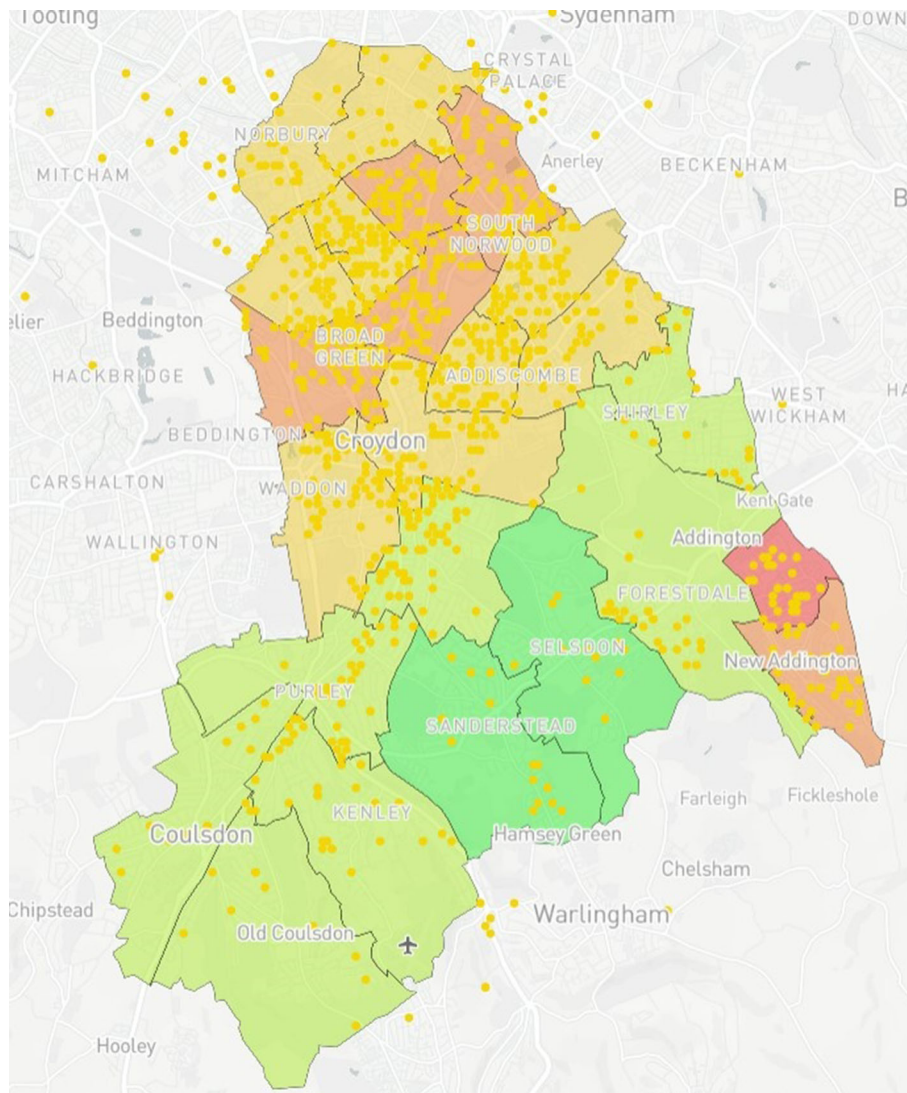 Tooting
Sydenham
DOWN
CRYSTAL
PALACE
NORBURY
Anerley
BECKENHAM
MITCHAM
B
SOUTH
NORWOOD
elier
Beddington
BROAD
GREEN
HACKBRIDGE
ADDISCOMBE
HA
WEST
WICKHAM
SHIRLEY
BEDDINGTON
Croydon
CARSHALTON
WADDON
Kent Gate
WALLINGTON
Addington
FORESTDALE
SELSDON
New Addington
PURLEY
SANDERSTEAD
Farleigh
Fickleshole
KENLEY
Coulsdon
Hamsey Green
Chelsham
Chipstead
Warlingham
Old Coulsdon
Hooley